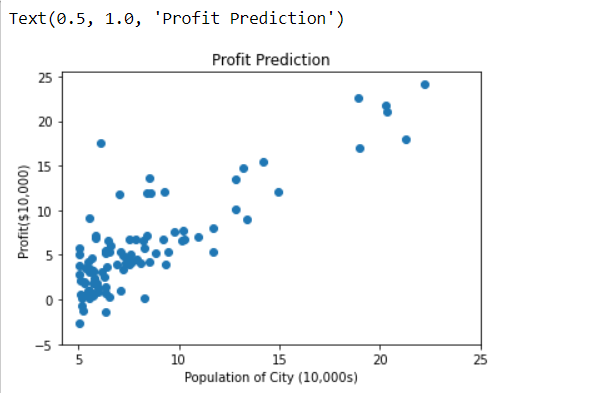 Text(0.5, 1.0, 'Profit Prediction')
Profit Prediction
25
20
15
10
5
0
−5
Profit($10,000)
5 10 15 20 25
Population of City (10,000s)